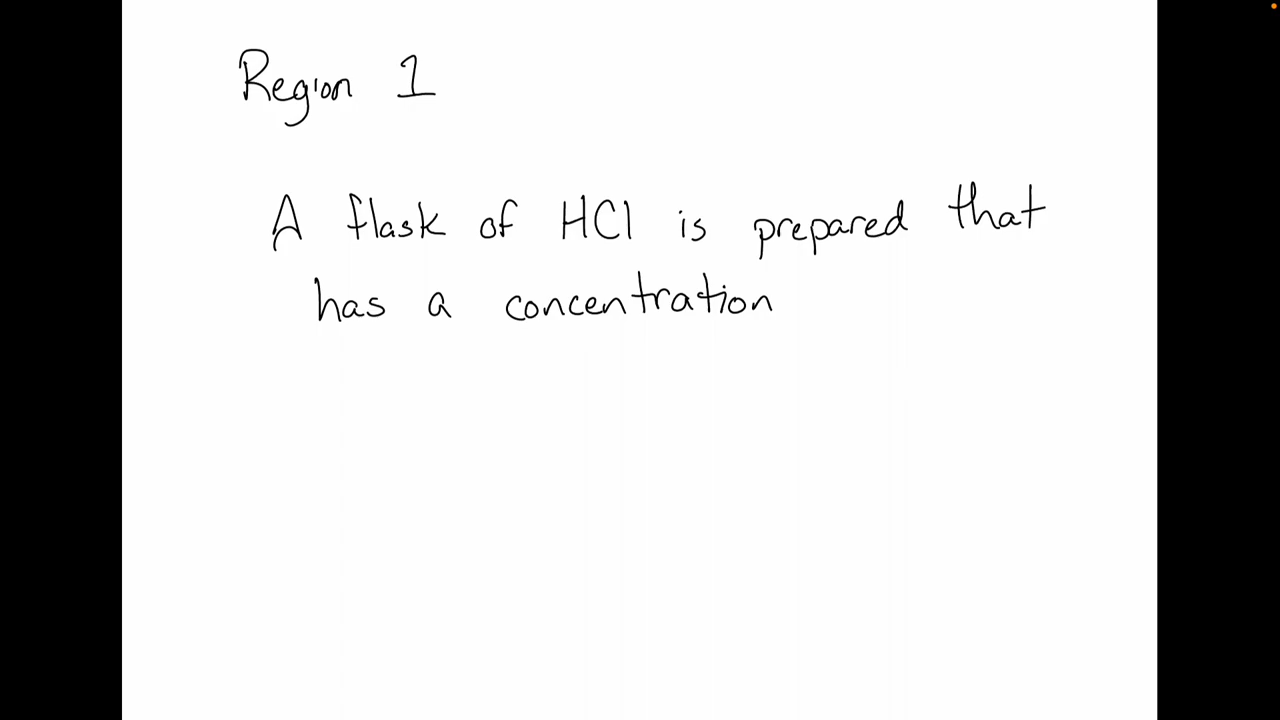 Region 1
A flask of HCl is prepared that
has a concentration